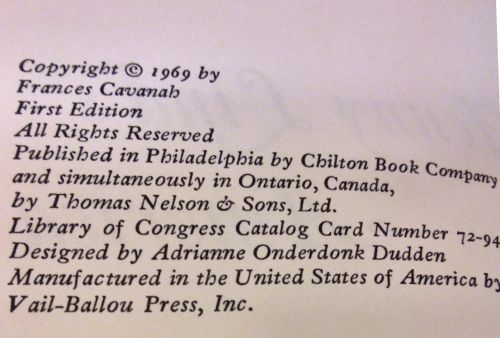 Copyright © 1969 by
Frances Cavanah
First Edition
All Rights Reserved
Published in Philadelphia by Chilton Book Company
and simultaneously in Ontario, Canada,
by Thomas Nelson & Sons, Ltd.
Library of Congress Catalog Card Number 72-94
Designed by Adrianne Onderdonk Dudden
Manufactured in the United States of America by
Vail-Ballou Press, Inc.